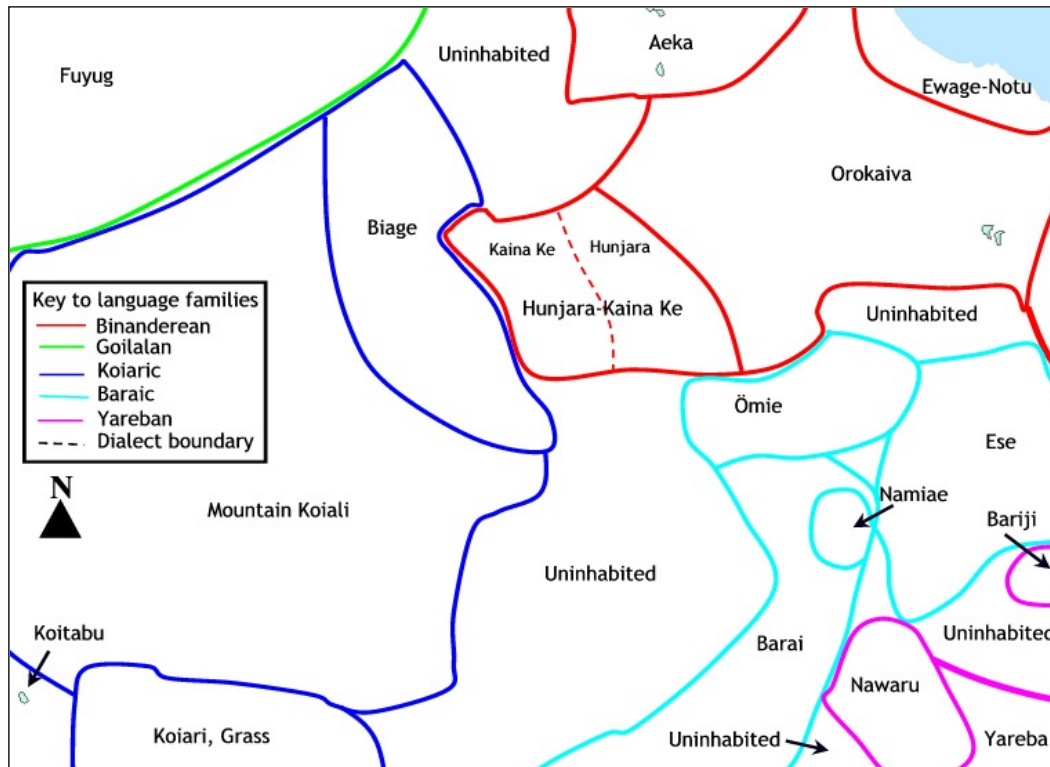 Fuyug
Uninhabited
Aeka
Ewage-Notu
Orokaiva
Biage
Kaina Ke
Hunjara
Hunjara-Kaina Ke
Uninhabited
Key to language families
Binanderean
Goilalan
Koiaric
Baraic
Yareban
Dialect boundary
Ömie
Ese
N
Mountain Koiali
Namiae
Bariji
Uninhabited
Koitabu
Uninhabited
Barai
Nawaru
Koiari, Grass
Uninhabited
Yareba